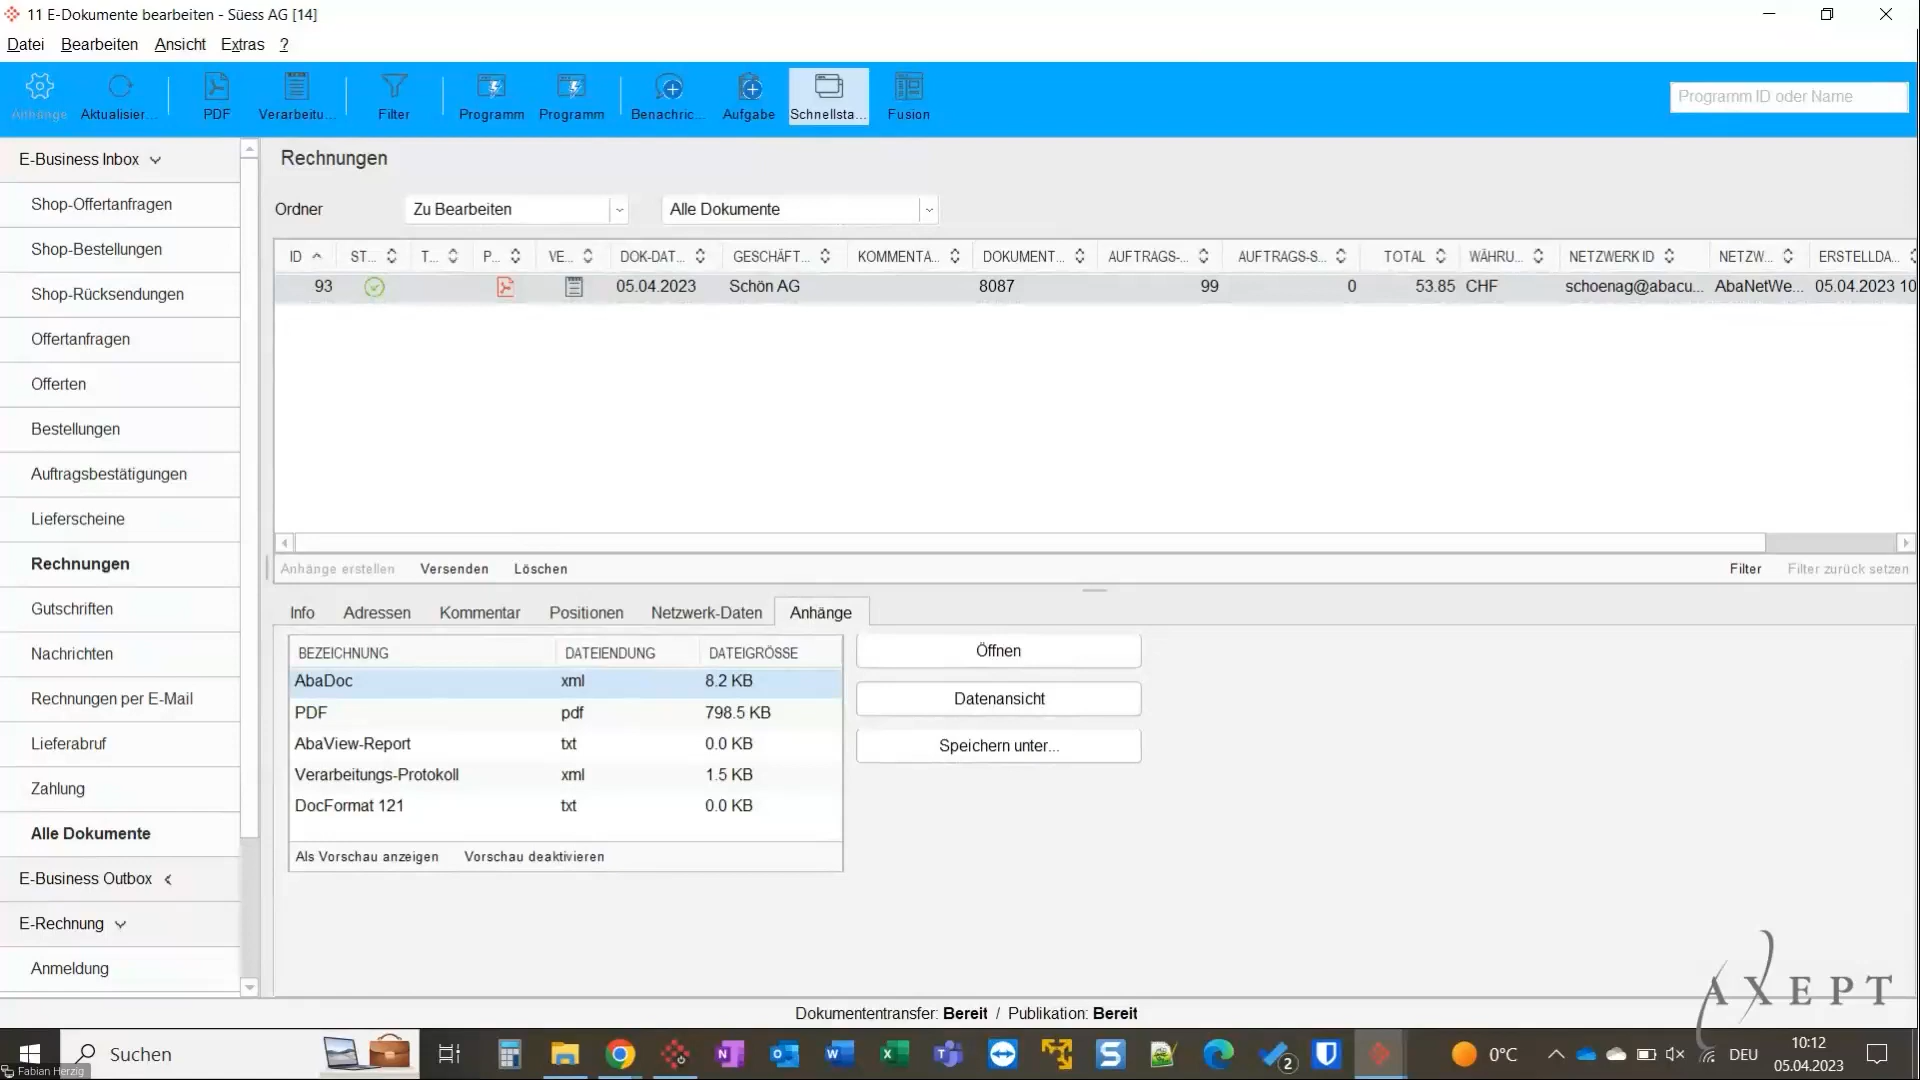 11 E-Dokumente bearbeiten - Süess AG [14]
Datei Bearbeiten Ansicht Extras ?
Anhänge Aktualisier... PDF Verarbeitu... Filter Programm Programm Benachric... Aufgabe Schnellsta... Fusion Programm ID oder Name
E-Business Inbox
Shop-Offertanfragen
Shop-Bestellungen
Shop-Rücksendungen
Offertanfragen
Offerten
Bestellungen
Auftragsbestätigungen
Lieferscheine
Rechnungen
Gutschriften
Nachrichten
Rechnungen per E-Mail
Lieferabruf
Zahlung
Alle Dokumente
E-Business Outbox
E-Rechnung
Anmeldung
Rechnungen
Ordner Zu Bearbeiten Alle Dokumente
ID ST... T... P... VE... DOK-DAT... GESCHÄFT... KOMMENTA... DOKUMENT... AUFTRAGS-... AUFTRAGS-S... TOTAL WÄHRU... NETZWERK ID NETZW... ERSTELLDA...
93 05.04.2023 Schön AG 8087 99 0 53.85 CHF schoenag@abacu... AbaNetWe... 05.04.2023 10
Anhänge erstellen Versenden Löschen Filter Filter zurück setzen
Info Adressen Kommentar Positionen Netzwerk-Daten Anhänge
BEZEICHNUNG DATEIENDUNG DATEIGRÖSSE
AbaDoc xml 8.2 KB
PDF pdf 798.5 KB
AbaView-Report txt 0.0 KB
Verarbeitungs-Protokoll xml 1.5 KB
DocFormat 121 txt 0.0 KB
Als Vorschau anzeigen Vorschau deaktivieren
Öffnen
Datenansicht
Speichern unter...
AXEPT
Dokumententransfer: Bereit / Publikation: Bereit
Suchen
2
0°C
DEU
10:12
05.04.2023
Fabian Herzig